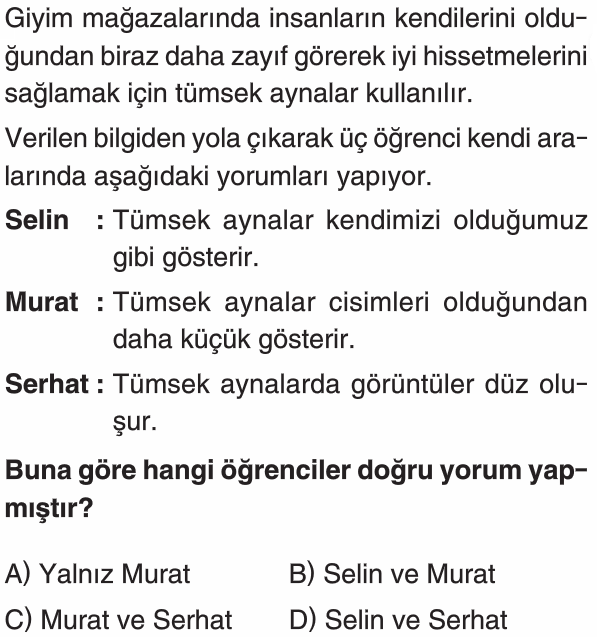 Giyim mağazalarında insanların kendilerini oldu-
ğundan biraz daha zayıf görerek iyi hissetmelerini
sağlamak için tümsek aynalar kullanılır.
Verilen bilgiden yola çıkarak üç öğrenci kendi ara-
larında aşağıdaki yorumları yapıyor.
Selin : Tümsek aynalar kendimizi olduğumuz
gibi gösterir.
Murat : Tümsek aynalar cisimleri olduğundan
daha küçük gösterir.
Serhat : Tümsek aynalarda görüntüler düz olu-
şur.
Buna göre hangi öğrenciler doğru yorum yap-
mıştır?
A) Yalnız Murat B) Selin ve Murat
C) Murat ve Serhat D) Selin ve Serhat